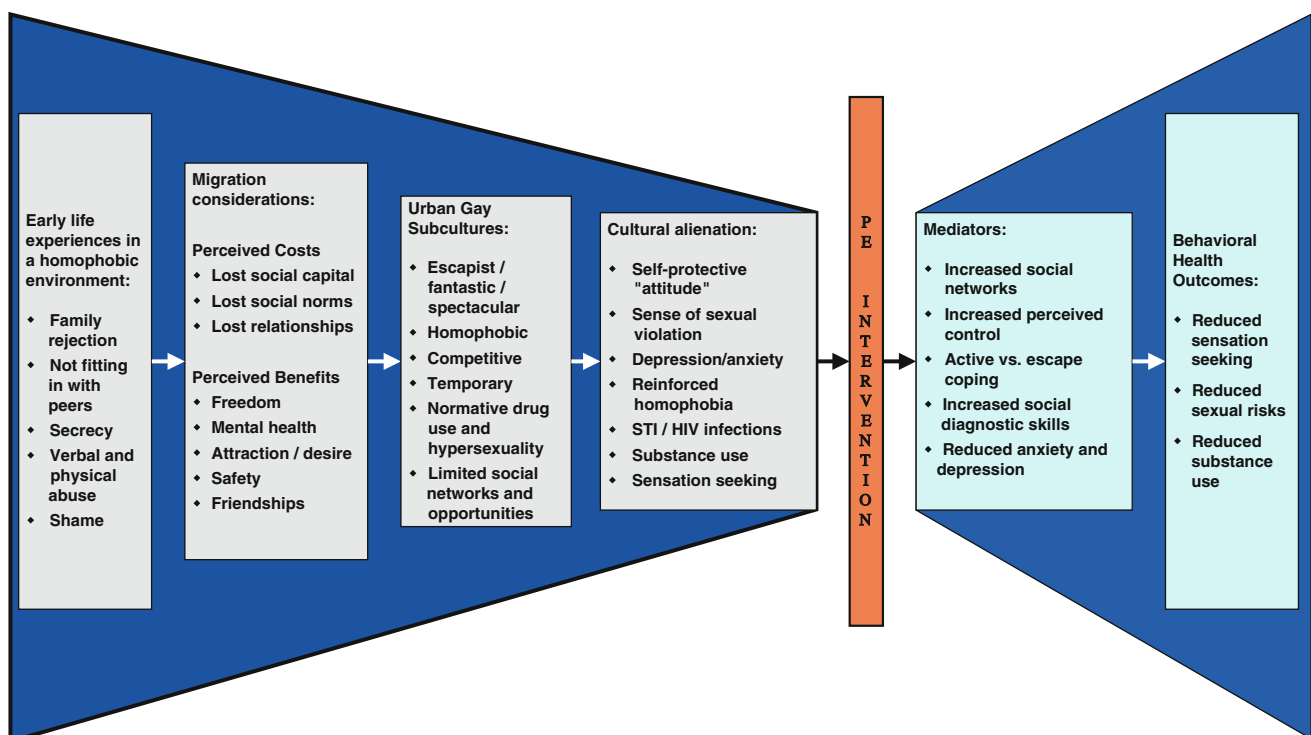 Early life
experiences in
a homophobic
environment:
◆ Family
rejection
◆ Not fitting
in with
peers
◆ Secrecy
◆ Verbal and
physical
abuse
◆ Shame
Migration
considerations:
Perceived Costs
◆ Lost social capital
◆ Lost social norms
◆ Lost relationships
Perceived Benefits
◆ Freedom
◆ Mental health
◆ Attraction / desire
◆ Safety
◆ Friendships
Urban Gay
Subcultures:
◆ Escapist /
fantastic /
spectacular
◆ Homophobic
◆ Competitive
◆ Temporary
◆ Normative drug
use and
hypersexuality
◆ Limited social
networks and
opportunities
Cultural alienation:
◆ Self-protective
"attitude"
◆ Sense of sexual
violation
◆ Depression/anxiety
◆ Reinforced
homophobia
◆ STI / HIV infections
◆ Substance use
◆ Sensation seeking
PE INTERVENTION
Mediators:
◆ Increased social
networks
◆ Increased perceived
control
◆ Active vs. escape
coping
◆ Increased social
diagnostic skills
◆ Reduced anxiety and
depression
Behavioral
Health
Outcomes:
◆ Reduced
sensation
seeking
◆ Reduced
sexual risks
◆ Reduced
substance
use